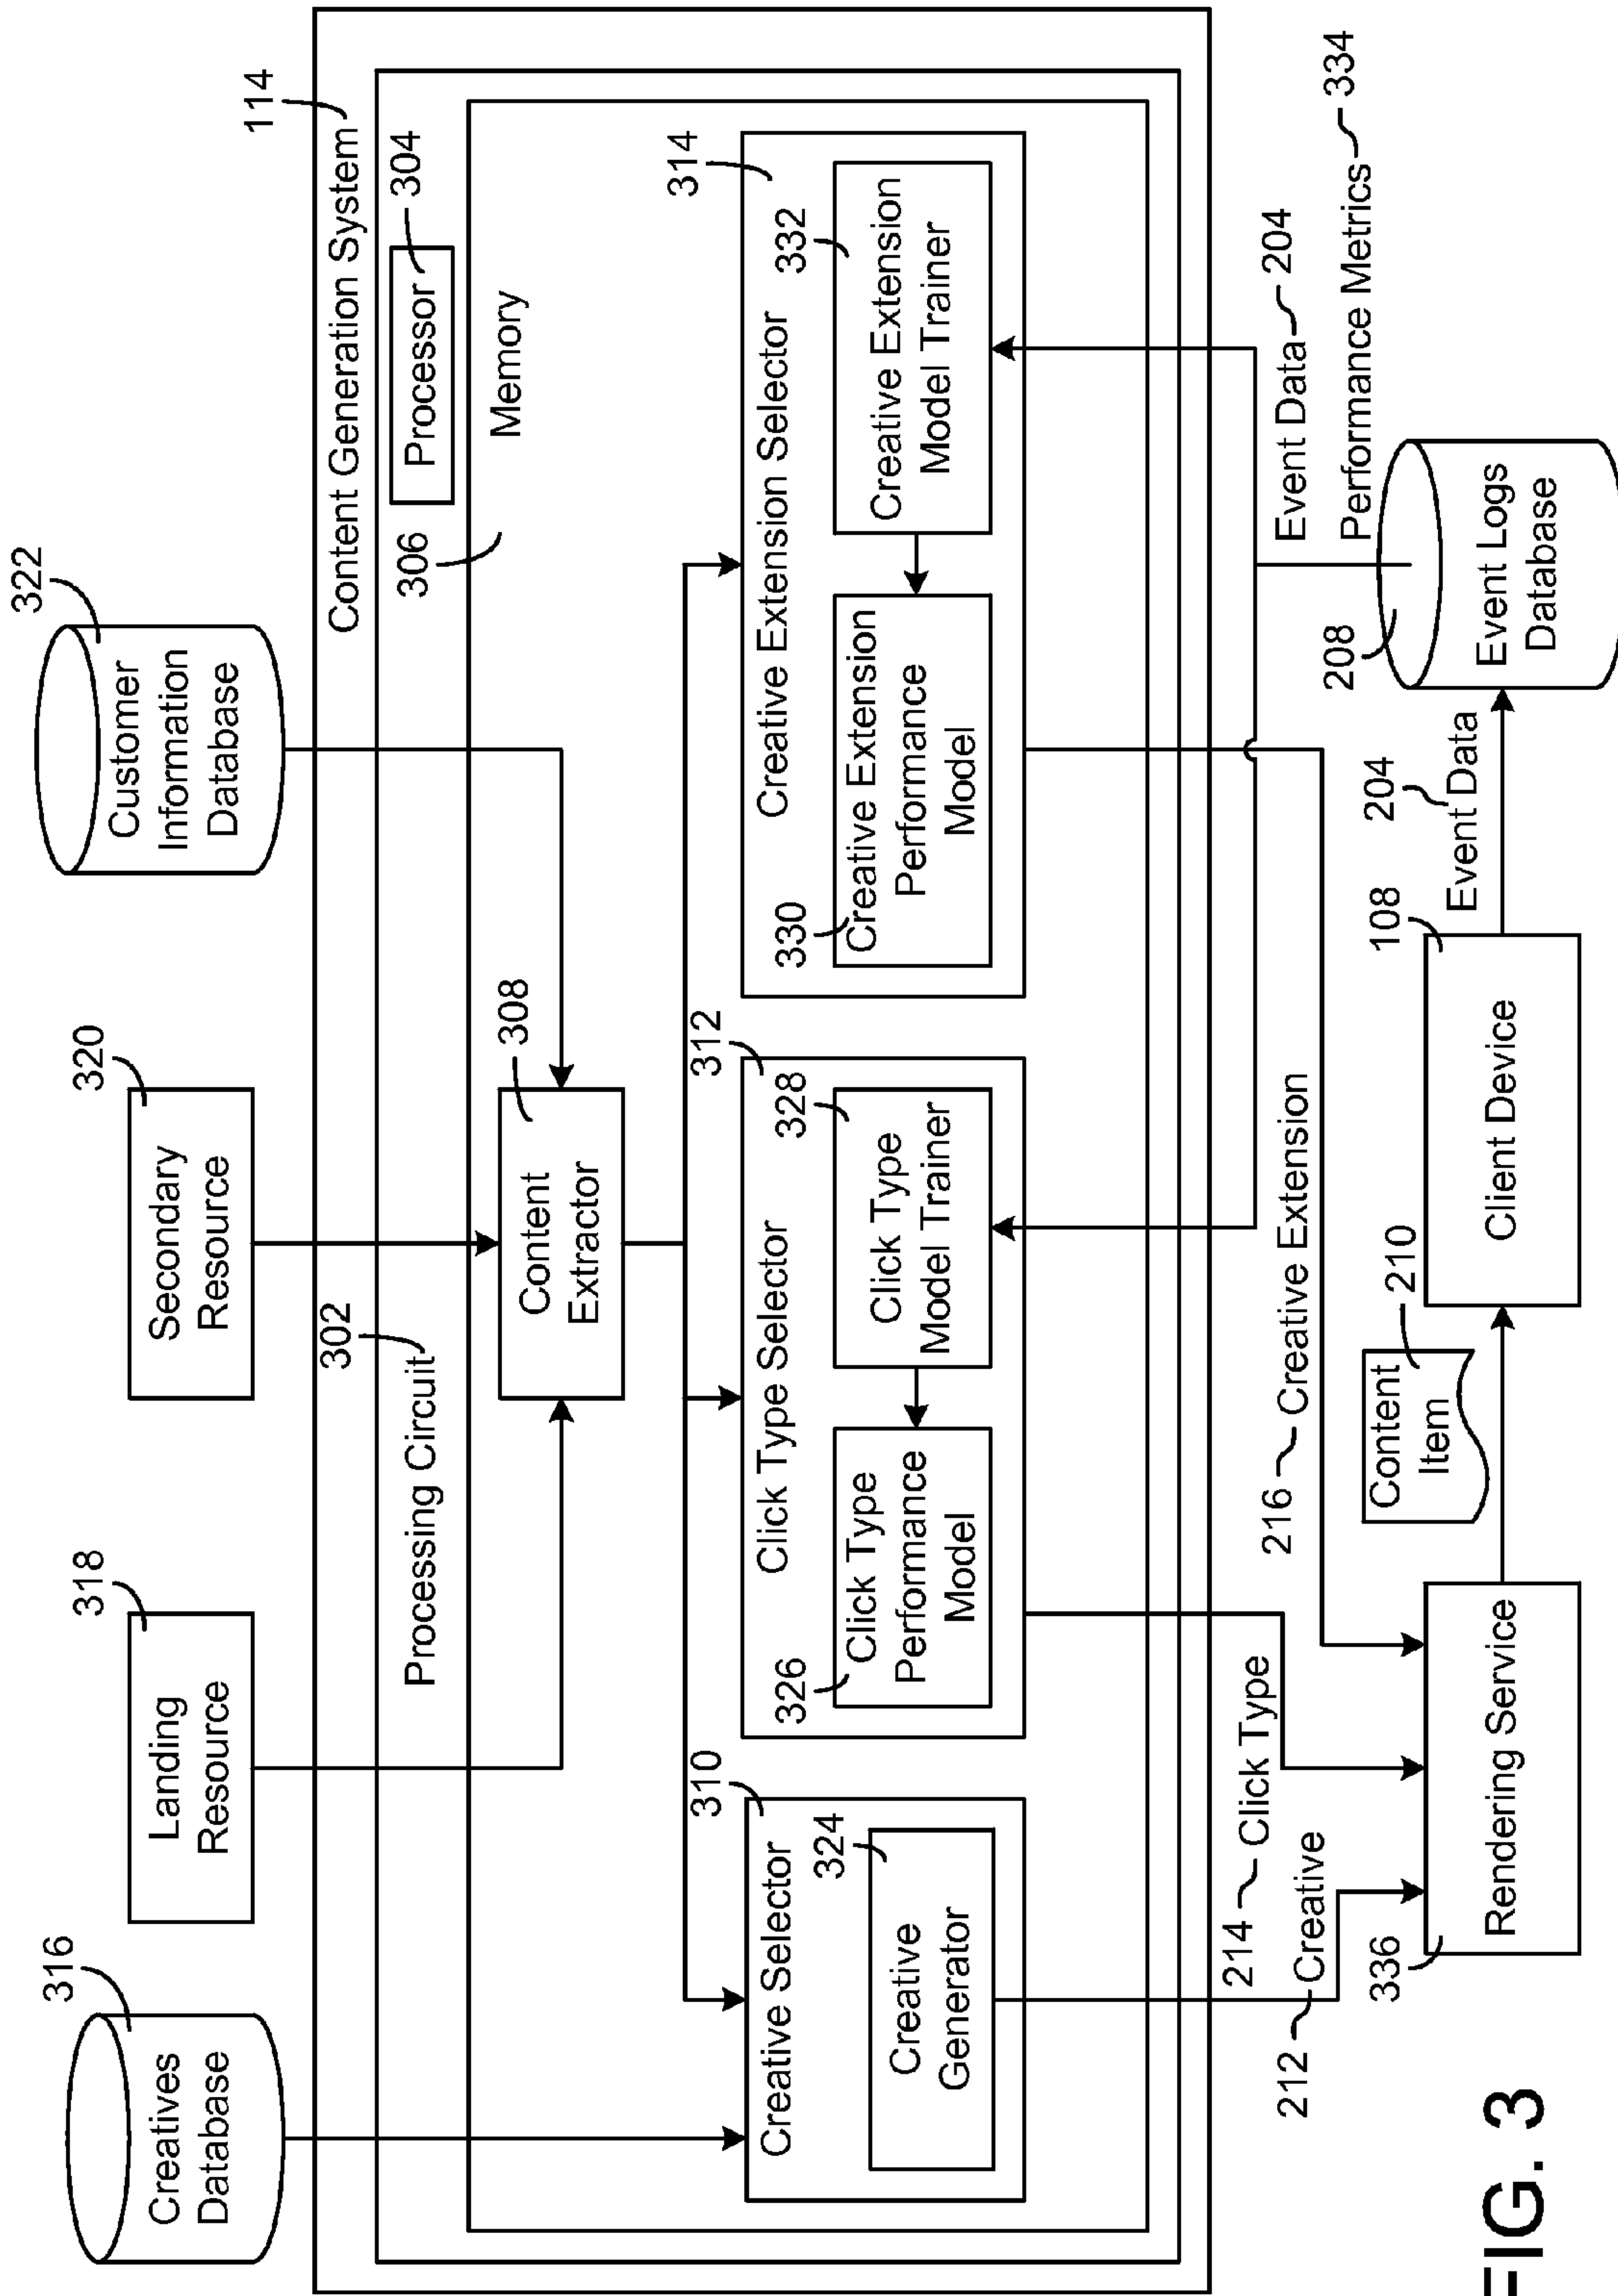 316
Creatives
Database
318
Landing
Resource
320
Secondary
Resource
322
Customer
Information
Database
114
Content Generation System
302
Processing Circuit
Processor
304
306
Memory
Content
Extractor
308
310
Creative Selector
324
Creative
Generator
312
Click Type Selector
326
Click Type
Performance
Model
328
Click Type
Model Trainer
314
Creative Extension Selector
330
Creative Extension
Performance
Model
332
Creative Extension
Model Trainer
212 Creative
214 Click Type
216 Creative Extension
Event Data 204
Performance Metrics 334
336
Rendering Service
Content
Item
210
108
Client Device
204
Event Data
208
Event Logs
Database
FIG. 3